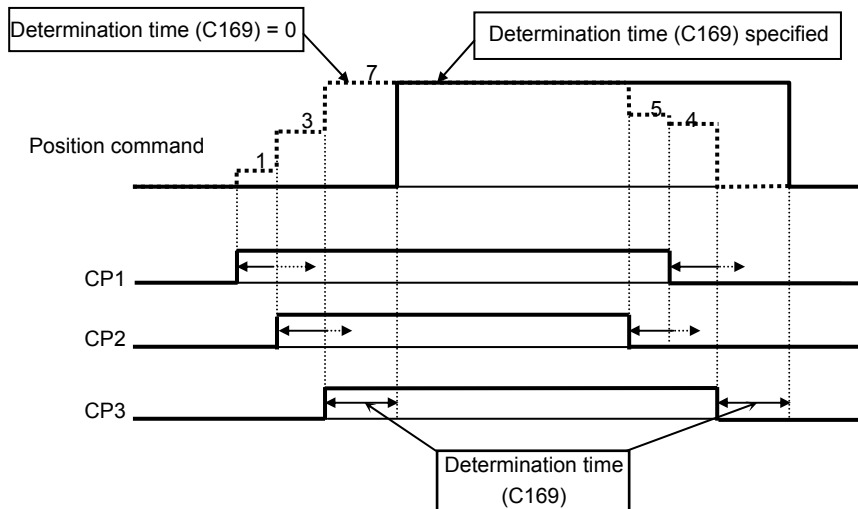 Determination time (C169) = 0
Determination time (C169) specified
7
3
5
4
1
Position command
CP1
CP2
CP3
Determination time
(C169)